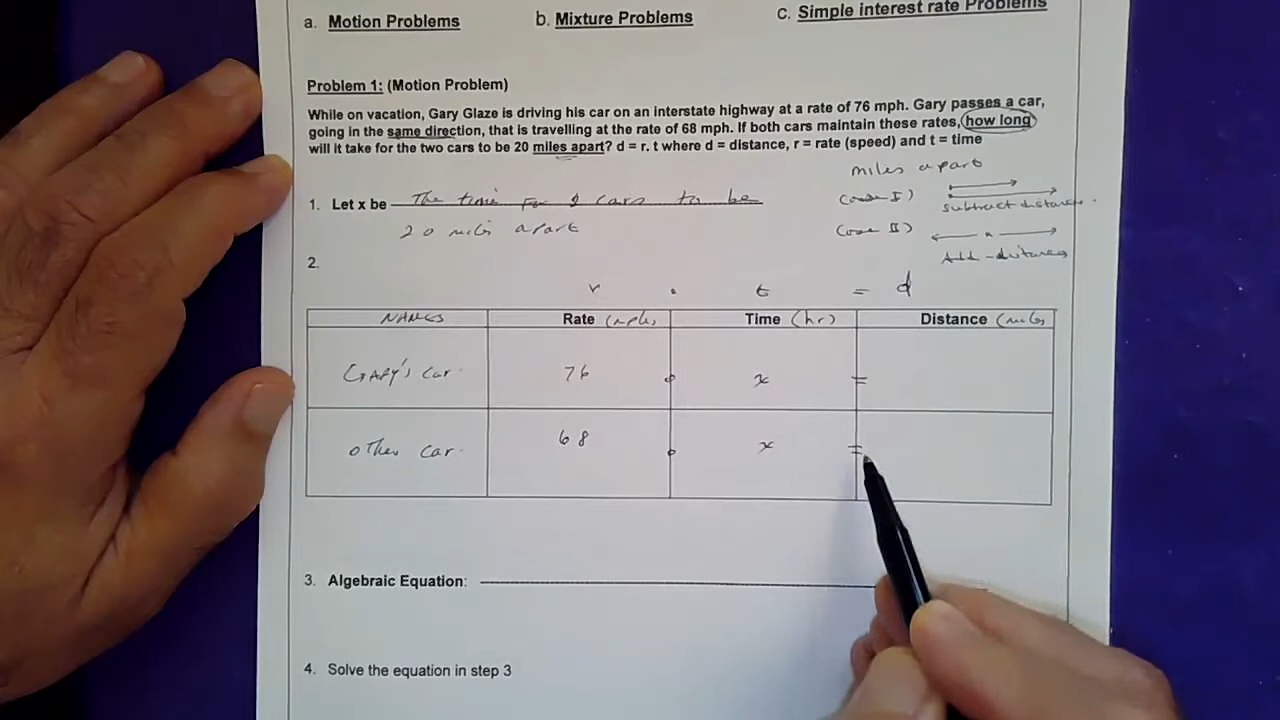 a. Motion Problems b. Mixture Problems c. Simple interest rate Problems
Problem 1: (Motion Problem)
While on vacation, Gary Glaze is driving his car on an interstate highway at a rate of 76 mph. Gary passes a car,
going in the same direction, that is travelling at the rate of 68 mph. If both cars maintain these rates, how long
will it take for the two cars to be 20 miles apart? d = r. t where d = distance, r = rate (speed) and t = time
miles apart
1. Let x be The time For 2 cars to be
20 miles apart
(case I)
subtract distance.
(case II)
Add - distances
2.
r . t = d
NAMES Rate (mph) Time (hr) Distance (miles)
GARY's car 76 . x =
other car 68 . x =
3. Algebraic Equation:
4. Solve the equation in step 3